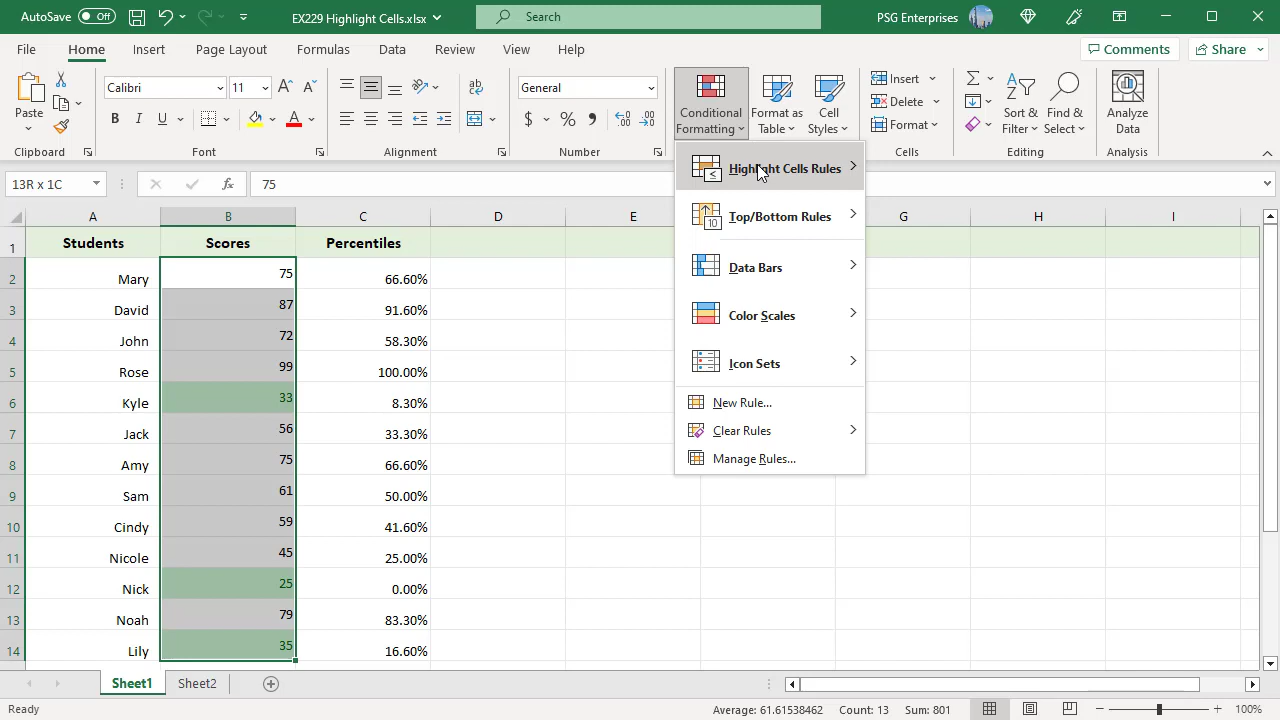 AutoSave Off EX229 Highlight Cells.xlsx Search PSG Enterprises
File Home Insert Page Layout Formulas Data Review View Help Comments Share
Paste
Calibri 11
B I U A
ab
General
$ % 9
Conditional Formatting
Format as Table
Cell Styles
Insert
Delete
Format
Sort & Filter
Find & Select
Analyze Data
Clipboard Font Alignment Number Cells Editing Analysis
13R x 1C fx 75
Highlight Cells Rules
Top/Bottom Rules
10
Data Bars
Color Scales
Icon Sets
New Rule...
Clear Rules
Manage Rules...
A B C D E G H I
1 Students Scores Percentiles
2 Mary 75 66.60%
3 David 87 91.60%
4 John 72 58.30%
5 Rose 99 100.00%
6 Kyle 33 8.30%
7 Jack 56 33.30%
8 Amy 75 66.60%
9 Sam 61 50.00%
10 Cindy 59 41.60%
11 Nicole 45 25.00%
12 Nick 25 0.00%
13 Noah 79 83.30%
14 Lily 35 16.60%
Sheet1 Sheet2
Ready Average: 61.61538462 Count: 13 Sum: 801 100%